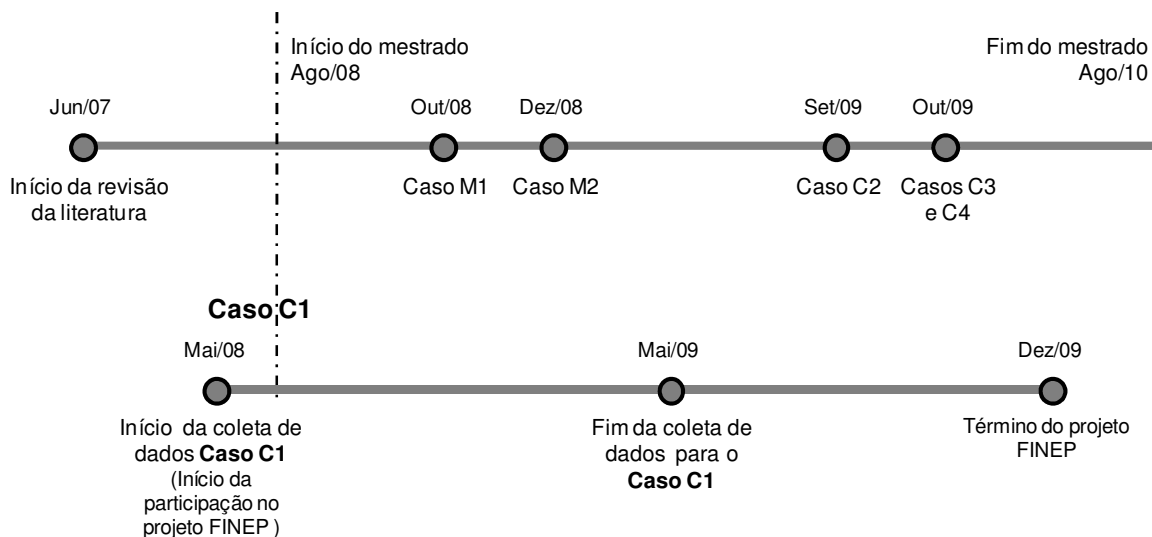 Início do mestrado
Ago/08
Fim do mestrado
Ago/10
Jun/07
Out/08
Dez/08
Set/09
Out/09
Início da revisão
da literatura
Caso M1
Caso M2
Caso C2
Casos C3
e C4
Caso C1
Mai/08
Mai/09
Dez/09
Início da coleta de
dados Caso C1
(Início da
participação no
projeto FINEP )
Fim da coleta de
dados para o
Caso C1
Término do projeto
FINEP